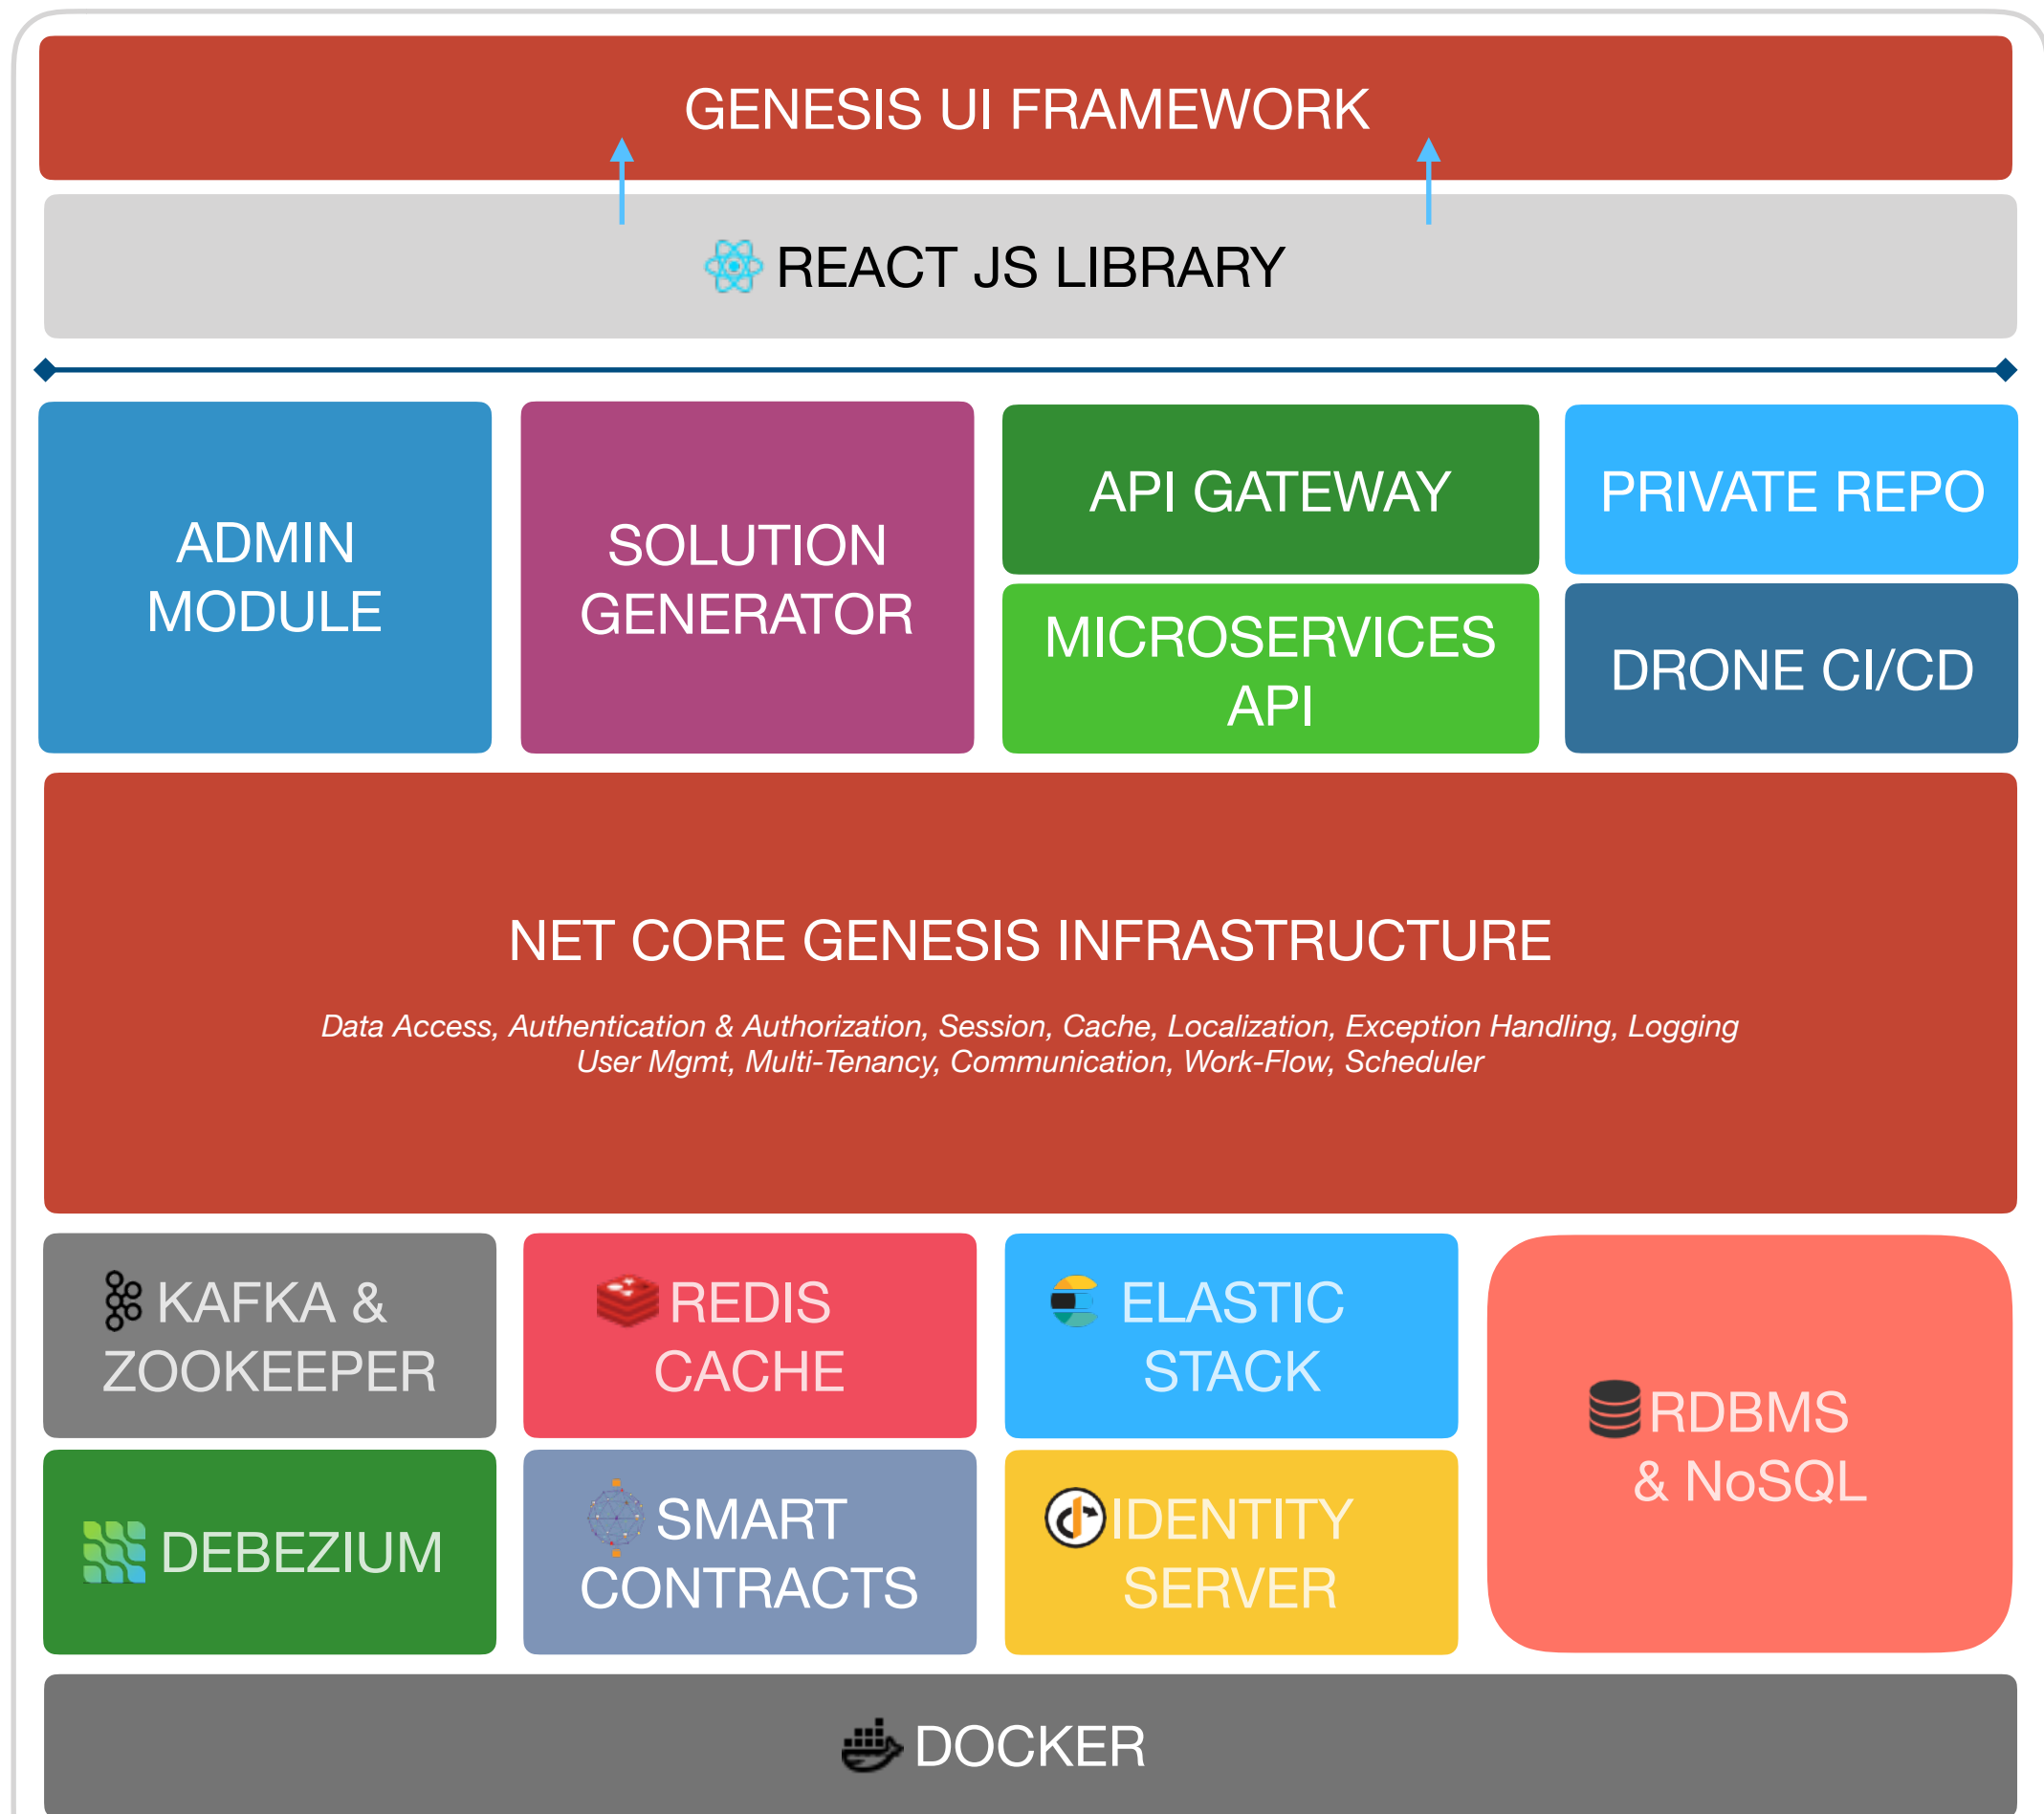 GENESIS UI FRAMEWORK
REACT JS LIBRARY
ADMIN
MODULE
SOLUTION
GENERATOR
API GATEWAY
MICROSERVICES
API
PRIVATE REPO
DRONE CI/CD
NET CORE GENESIS INFRASTRUCTURE
Data Access, Authentication & Authorization, Session, Cache, Localization, Exception Handling, Logging
User Mgmt, Multi-Tenancy, Communication, Work-Flow, Scheduler
KAFKA &
ZOOKEEPER
REDIS
CACHE
ELASTIC
STACK
RDBMS
& NoSQL
DEBEZIUM
SMART
CONTRACTS
IDENTITY
SERVER
DOCKER